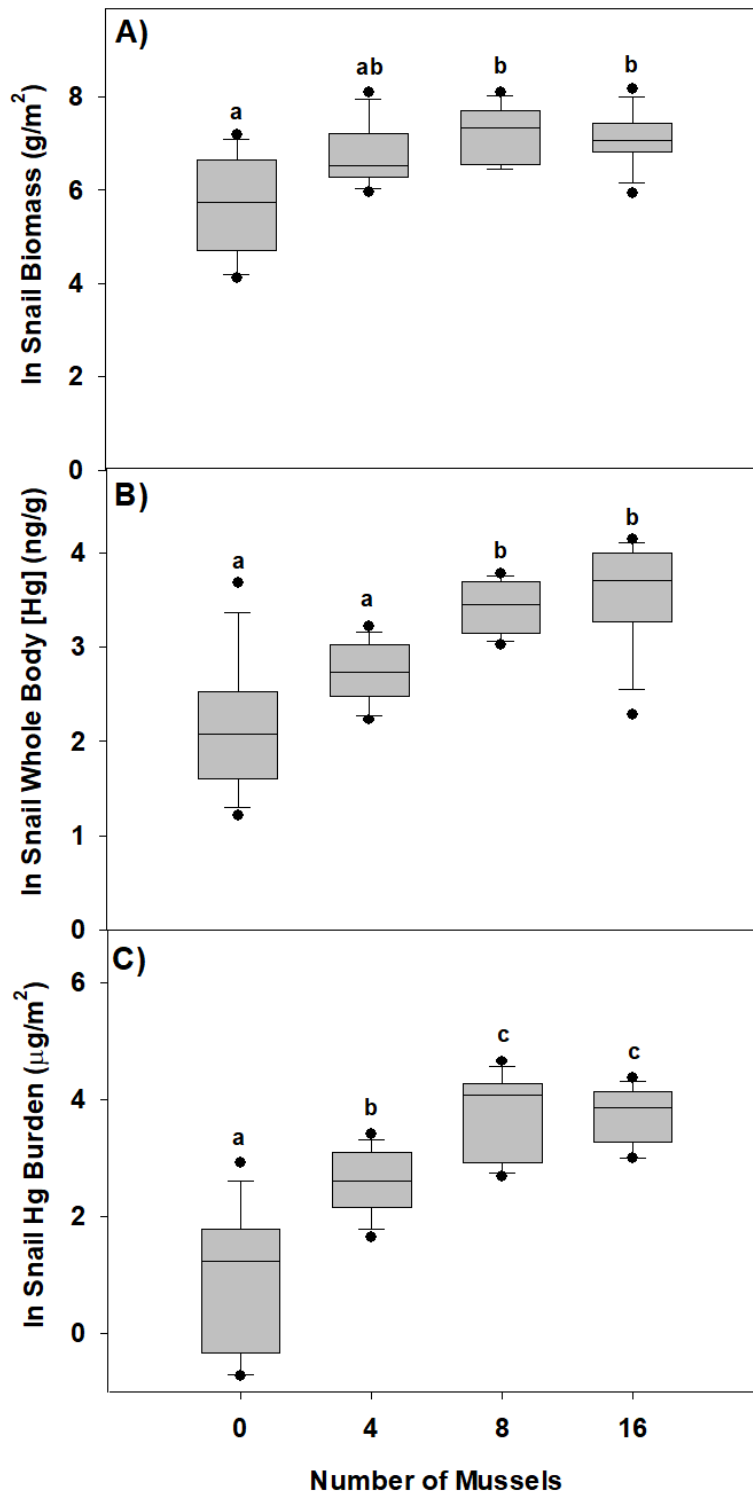 A)
ln Snail Biomass (g/m²)
8
6
4
2
0
a
ab
b
b
B)
ln Snail Whole Body [Hg] (ng/g)
4
3
2
1
0
a
a
b
b
C)
ln Snail Hg Burden (μg/m²)
6
4
2
0
a
b
c
c
0 4 8 16
Number of Mussels